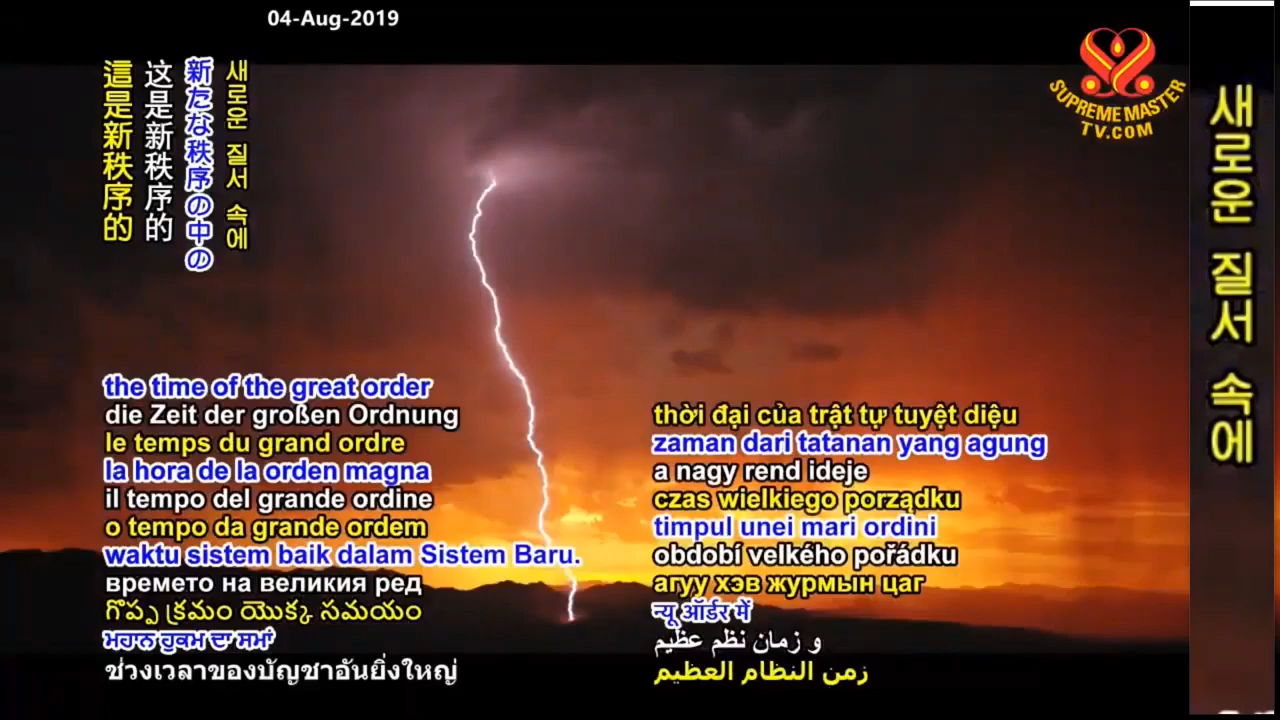 04-Aug-2019
SUPREME MASTER
TV.COM
새로운 질서 속에
新たな秩序の中の
这是新秩序的
這是新秩序的
새로운 질서 속에
the time of the great order
die Zeit der großen Ordnung
le temps du grand ordre
la hora de la orden magna
il tempo del grande ordine
o tempo da grande ordem
waktu sistem baik dalam Sistem Baru.
времето на великия ред
గొప్ప క్రమం యొక్క సమయం
ਮਹਾਨ ਹੁਕਮ ਦਾ ਸਮਾਂ
ช่วงเวลาของบัญชาอันยิ่งใหญ่
thời đại của trật tự tuyệt diệu
zaman dari tatanan yang agung
a nagy rend ideje
czas wielkiego porządku
timpul unei mari ordini
období velkého pořádku
агуу хэв журмын цаг
न्यू ऑर्डर में
و زمان نظم عظیم
زمن النظام العظيم